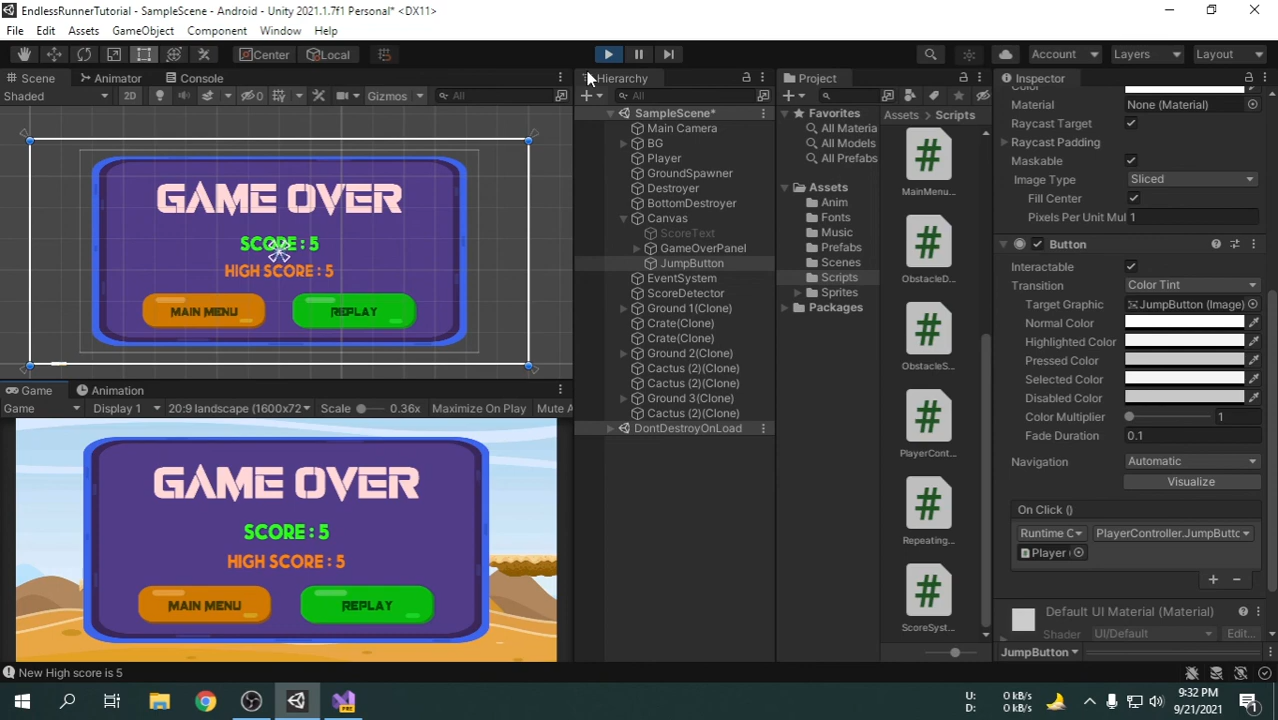 EndlessRunnerTutorial - SampleScene - Android - Unity 2021.1.7f1 Personal* <DX11>
File Edit Assets GameObject Component Window Help
Center Local Account Layers Layout
Scene Animator Console
Shaded 2D 0 Gizmos All
GAME OVER
SCORE : 5
HIGH SCORE : 5
MAIN MENU REPLAY
Game Animation
Game Display 1 20:9 landscape (1600x72 Scale 0.36x Maximize On Play Mute A
GAME OVER
SCORE : 5
HIGH SCORE : 5
MAIN MENU REPLAY
New High score is 5
Hierarchy
All
SampleScene*
Main Camera
BG
Player
GroundSpawner
Destroyer
BottomDestroyer
Canvas
ScoreText
GameOverPanel
JumpButton
EventSystem
ScoreDetector
Ground 1(Clone)
Crate(Clone)
Crate(Clone)
Ground 2(Clone)
Cactus (2)(Clone)
Cactus (2)(Clone)
Ground 3(Clone)
Cactus (2)(Clone)
DontDestroyOnLoad
Project
Favorites
All Materia
All Models
All Prefabs
Assets
Anim
Fonts
Music
Prefabs
Scenes
Scripts
Sprites
Packages
Assets Scripts
MainMenu...
ObstacleD...
ObstacleS...
PlayerCont...
Repeating...
ScoreSyst...
Inspector
Color
Material None (Material)
Raycast Target
Raycast Padding
Maskable
Image Type Sliced
Fill Center
Pixels Per Unit Mul 1
Button
Interactable
Transition Color Tint
Target Graphic JumpButton (Image)
Normal Color
Highlighted Color
Pressed Color
Selected Color
Disabled Color
Color Multiplier 1
Fade Duration 0.1
Navigation Automatic
Visualize
On Click ()
Runtime C PlayerController.JumpButtc
Player
Default UI Material (Material)
Shader UI/Default Edit...
JumpButton
U: 0 kB/s
D: 0 kB/s
9:32 PM
9/21/2021
1